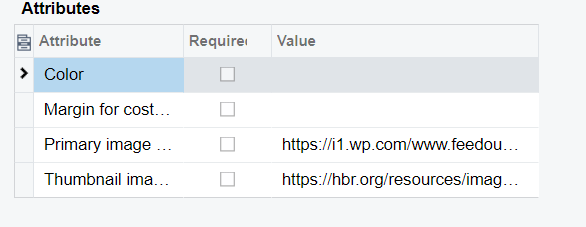 Attributes
Attribute Required Value
Color
Margin for cost...
Primary image ... https://i1.wp.com/www.feedou...
Thumbnail ima... https://hbr.org/resources/imag...